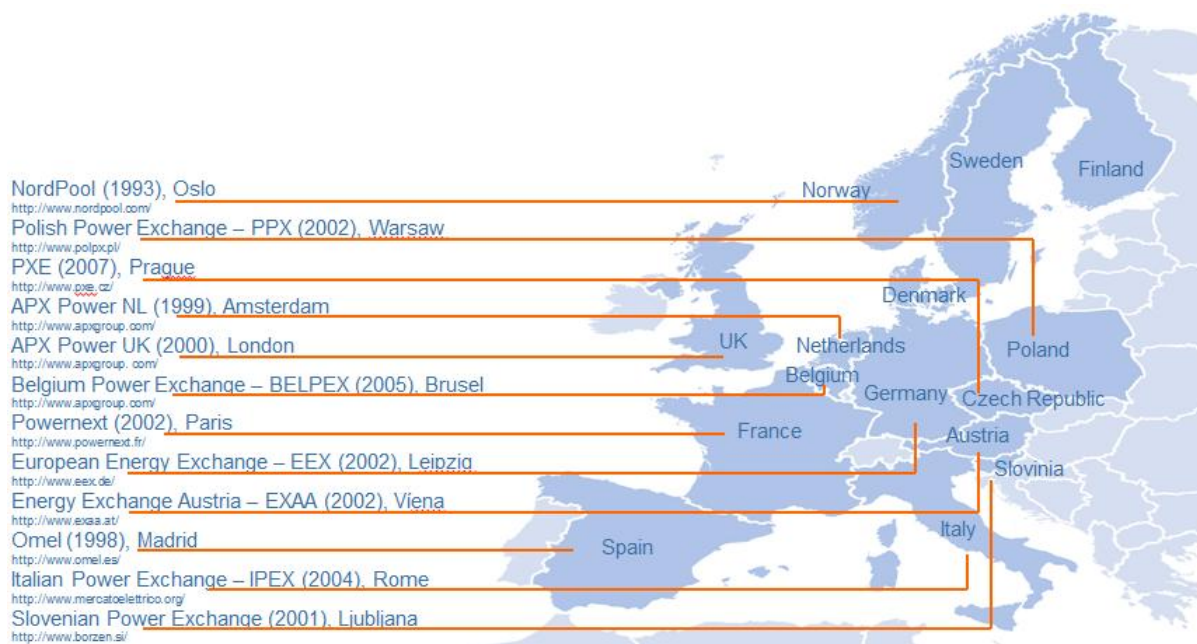 NordPool (1993), Oslo
http://www.nordpool.com/
Polish Power Exchange – PPX (2002), Warsaw
http://www.polpx.pl/
PXE (2007), Prague
http://www.pxe.cz/
APX Power NL (1999), Amsterdam
http://www.apxgroup.com/
APX Power UK (2000), London
http://www.apxgroup. com/
Belgium Power Exchange – BELPEX (2005), Brusel
http://www.apxgroup.com/
Powernext (2002), Paris
http://www.powernext.fr/
European Energy Exchange – EEX (2002), Leipzig
http://www.eex.de/
Energy Exchange Austria – EXAA (2002), Viena
http://www.exaa.at/
Omel (1998), Madrid
http://www.omel.es/
Italian Power Exchange – IPEX (2004), Rome
http://www.mercatoelettrico.org/
Slovenian Power Exchange (2001), Ljubljana
http://www.borzen.si/
Sweden
Finland
Norway
Denmark
UK
Netherlands
Poland
Belgium
Germany
Czech Republic
France
Austria
Slovinia
Italy
Spain